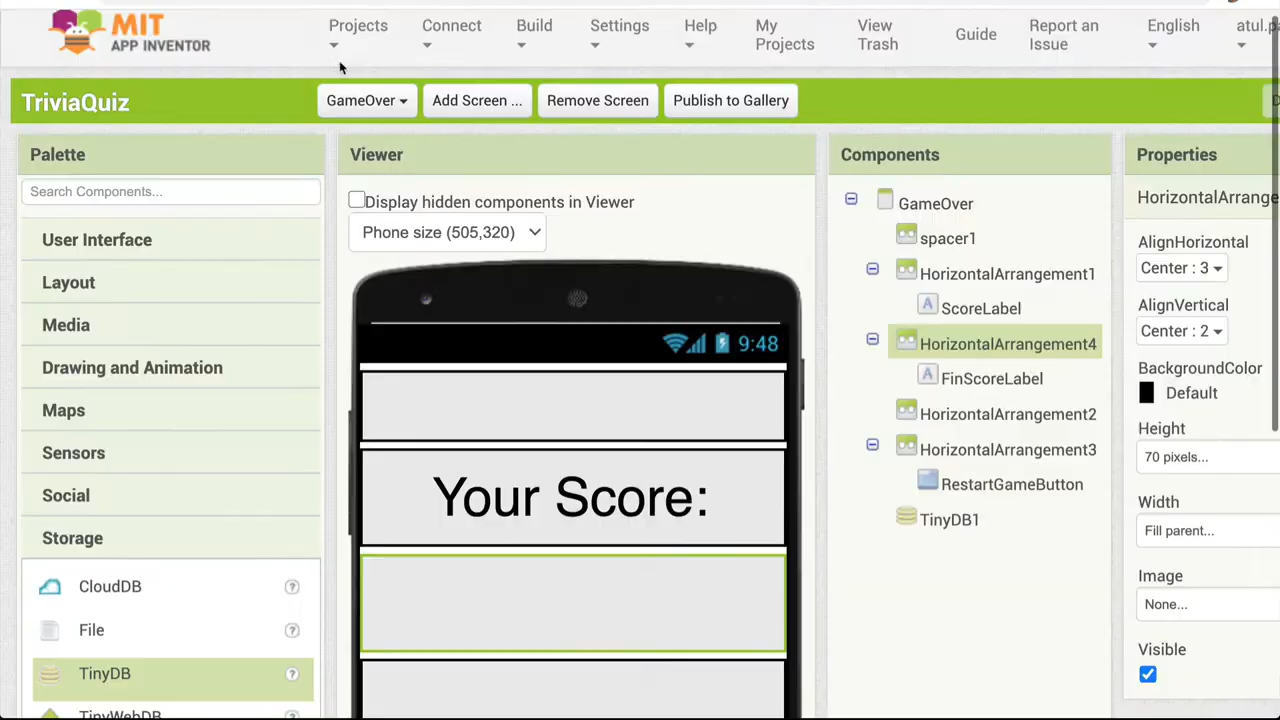 MIT
APP INVENTOR
Projects
Connect
Build
Settings
Help
My
Projects
View
Trash
Guide
Report an
Issue
English
atul.p
TriviaQuiz
GameOver
Add Screen ...
Remove Screen
Publish to Gallery
Palette
Search Components...
User Interface
Layout
Media
Drawing and Animation
Maps
Sensors
Social
Storage
CloudDB
?
File
?
TinyDB
?
TinyWebDB
Viewer
Display hidden components in Viewer
Phone size (505,320)
9:48
Your Score:
Components
GameOver
spacer1
HorizontalArrangement1
A ScoreLabel
HorizontalArrangement4
A FinScoreLabel
HorizontalArrangement2
HorizontalArrangement3
RestartGameButton
TinyDB1
Properties
HorizontalArrange
AlignHorizontal
Center : 3
AlignVertical
Center : 2
BackgroundColor
Default
Height
70 pixels...
Width
Fill parent...
Image
None...
Visible